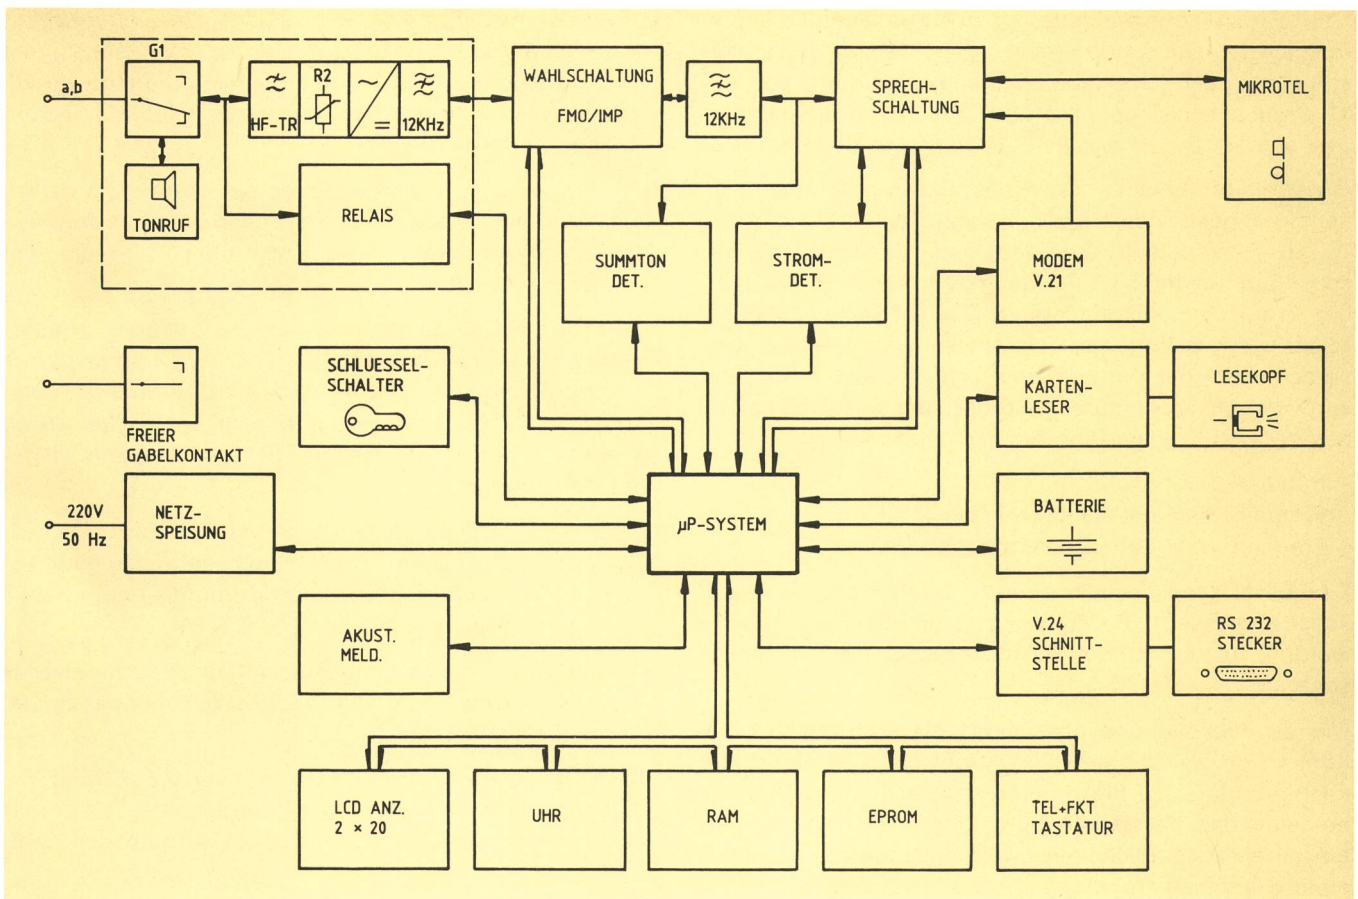 G1
a,b
HF-TR
R2
~
=
12KHz
WAHLSCHALTUNG
FMO/IMP
12KHz
SPRECH-
SCHALTUNG
MIKROTEL
TONRUF
RELAIS
SUMMTON
DET.
STROM-
DET.
MODEM
V.21
FREIER
GABELKONTAKT
SCHLUESSEL-
SCHALTER
KARTEN-
LESER
LESEKOPF
220V
50 Hz
NETZ-
SPEISUNG
µP-SYSTEM
BATTERIE
AKUST.
MELD.
V.24
SCHNITT-
STELLE
RS 232
STECKER
LCD ANZ.
2 × 20
UHR
RAM
EPROM
TEL+FKT
TASTATUR